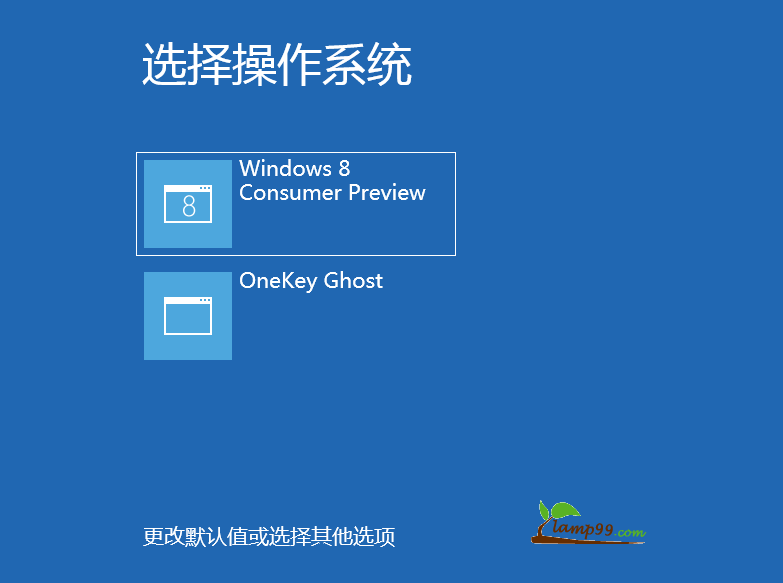 选择操作系统
Windows 8
Consumer Preview
8
OneKey Ghost
更改默认值或选择其他选项
lamp99.com